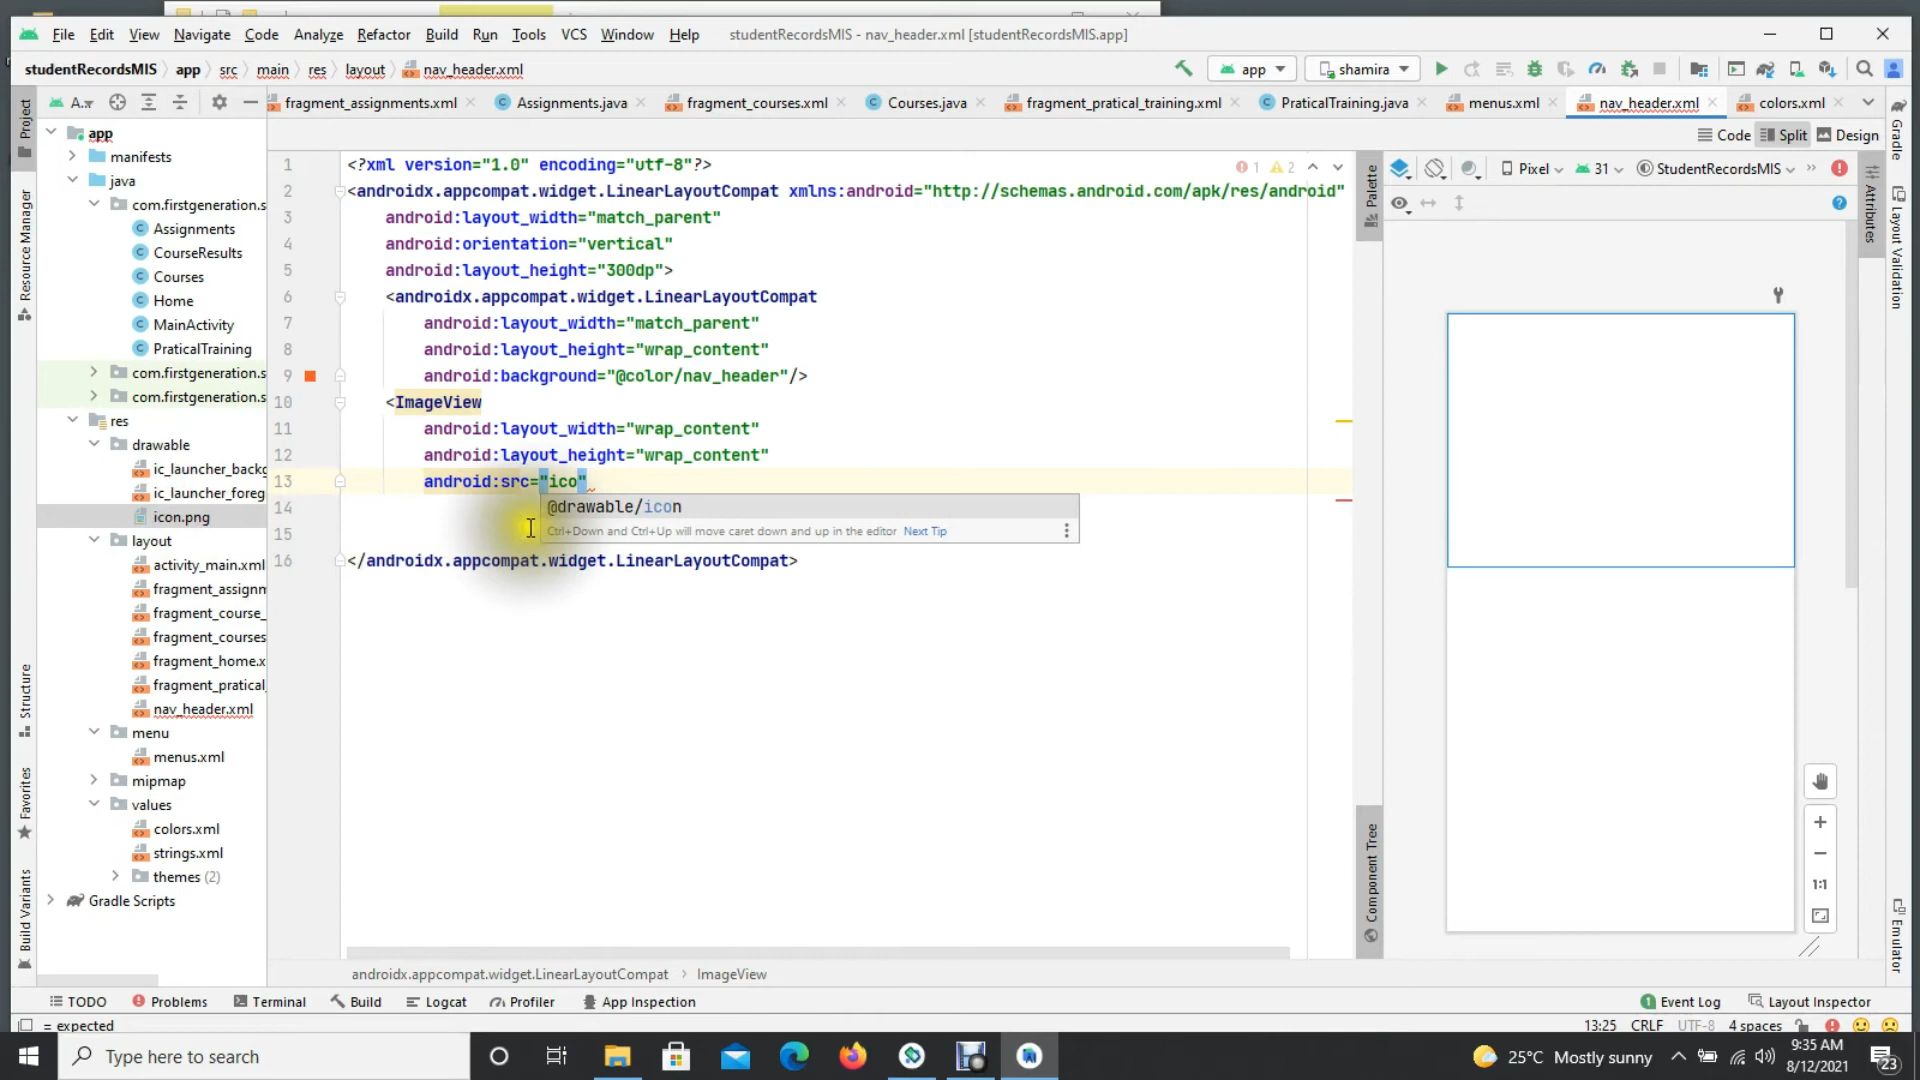 File Edit View Navigate Code Analyze Refactor Build Run Tools VCS Window Help studentRecordsMIS - nav_header.xml [studentRecordsMIS.app]
studentRecordsMIS app src main res layout nav_header.xml app shamira
A.. fragment_assignments.xml Assignments.java fragment_courses.xml Courses.java fragment_pratical_training.xml PraticalTraining.java menus.xml nav_header.xml colors.xml
Code Split Design
Project
Resource Manager
Structure
Favorites
Build Variants
app
manifests
java
com.firstgeneration.s
Assignments
CourseResults
Courses
Home
MainActivity
PraticalTraining
com.firstgeneration.s
com.firstgeneration.s
res
drawable
ic_launcher_backg
ic_launcher_foreg
icon.png
layout
activity_main.xml
fragment_assignm
fragment_course_
fragment_courses
fragment_home.x
fragment_pratical_
nav_header.xml
menu
menus.xml
mipmap
values
colors.xml
strings.xml
themes (2)
Gradle Scripts
1 <?xml version="1.0" encoding="utf-8"?>
2 <androidx.appcompat.widget.LinearLayoutCompat xmlns:android="http://schemas.android.com/apk/res/android"
3 android:layout_width="match_parent"
4 android:orientation="vertical"
5 android:layout_height="300dp">
6 <androidx.appcompat.widget.LinearLayoutCompat
7 android:layout_width="match_parent"
8 android:layout_height="wrap_content"
9 android:background="@color/nav_header"/>
10 <ImageView
11 android:layout_width="wrap_content"
12 android:layout_height="wrap_content"
13 android:src="ico"
14
15
16 </androidx.appcompat.widget.LinearLayoutCompat>
@drawable/icon
Ctrl+Down and Ctrl+Up will move caret down and up in the editor Next Tip
1 2
Palette
Component Tree
Pixel 31 StudentRecordsMIS
1:1
Attributes
Gradle
Layout Validation
Emulator
androidx.appcompat.widget.LinearLayoutCompat ImageView
TODO Problems Terminal Build Logcat Profiler App Inspection 1 Event Log Layout Inspector
= expected 13:25 CRLF UTF-8 4 spaces
Type here to search 25°C Mostly sunny 9:35 AM
8/12/2021 23